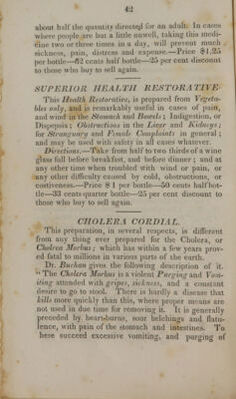 42
about half the quantity directed for an adult. In cases
where people are but a little unwell, taking this medi-
cine two or three times in a day, will prevent much
sickness, pain, distress and expense.—Price $1,25
per bottle—62 cents half bottle—25 per cent discount
to those who buy to sell again.
SUPERIOR HEALTH RESTORATIVE
This Health Restorative, is prepared from Vegeta-
bles only, and is remarkably useful in cases of pain,
and wind in the Stomach and Bowels; Indigestion, or
Dispepsia; Obstructions in the Liver and Kidneys;
for Stranguary and Female Complaints in general;
and may be used with safety in all cases whatever.
Directions.—Take from half to two thirds of a wine
glass full before breakfast, and before dinner; and at
any other time when troubled with wind or pain, or
any other difficulty caused by cold, obstructions, or
costiveness.—Price $1 per bottle—50 cents half bot-
tle—33 cents quarter bottle—25 per cent discount to
those who buy to sell again.
CHOLERA CORDIAL.
This preparation, in several respects, is different
from any thing ever prepared for the Cholera, or
Cholera Morbus; which has within a few years prov-
ed fatal to millions in various parts of the earth.
Dr. Buchan gives the following description of it.
"The Cholera Morbus is a violent Purging and Vom-
iting attended with gripes, sickness, and a constant
desire to go to stool. There is hardly a disease that
kills more quickly than this, where proper means are
not used in due time for removing it. It is generally
preceded by heart-burns, sour belchings and flatu-
lence, with pain of the stomach and intestines. To
hese succeed excessive vomiting, and purging of